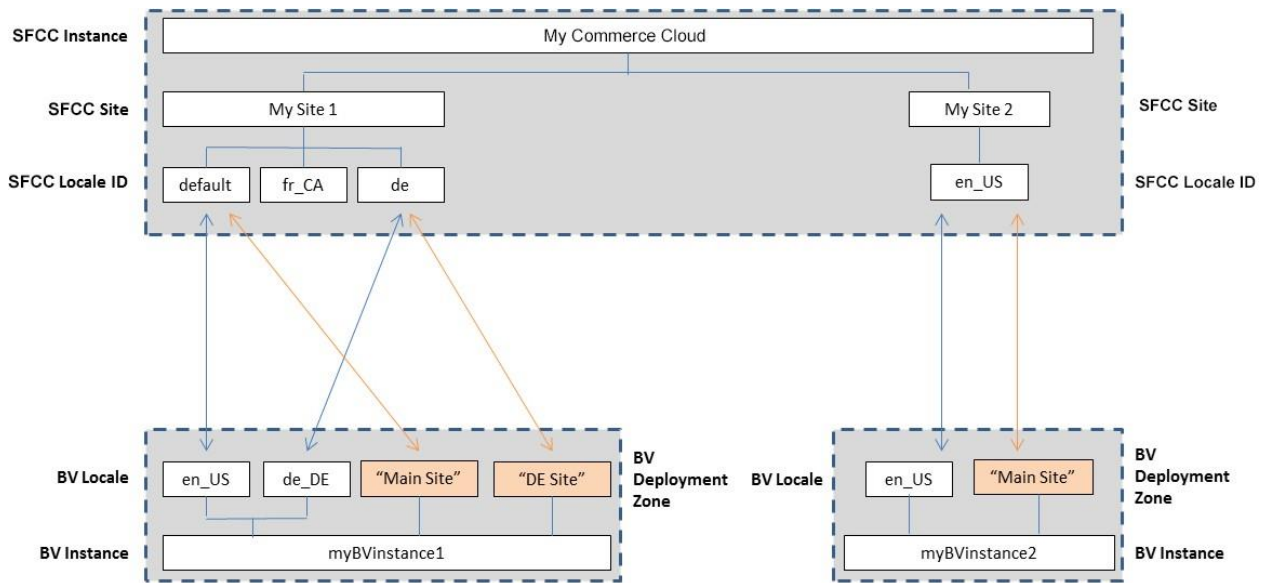 SFCC Instance
My Commerce Cloud
SFCC Site
My Site 1
My Site 2
SFCC Site
SFCC Locale ID
default
fr_CA
de
en_US
SFCC Locale ID
BV Locale
en_US
de_DE
“Main Site”
“DE Site”
BV
Deployment
Zone
BV Locale
en_US
“Main Site”
BV
Deployment
Zone
BV Instance
myBVinstance1
myBVinstance2
BV Instance